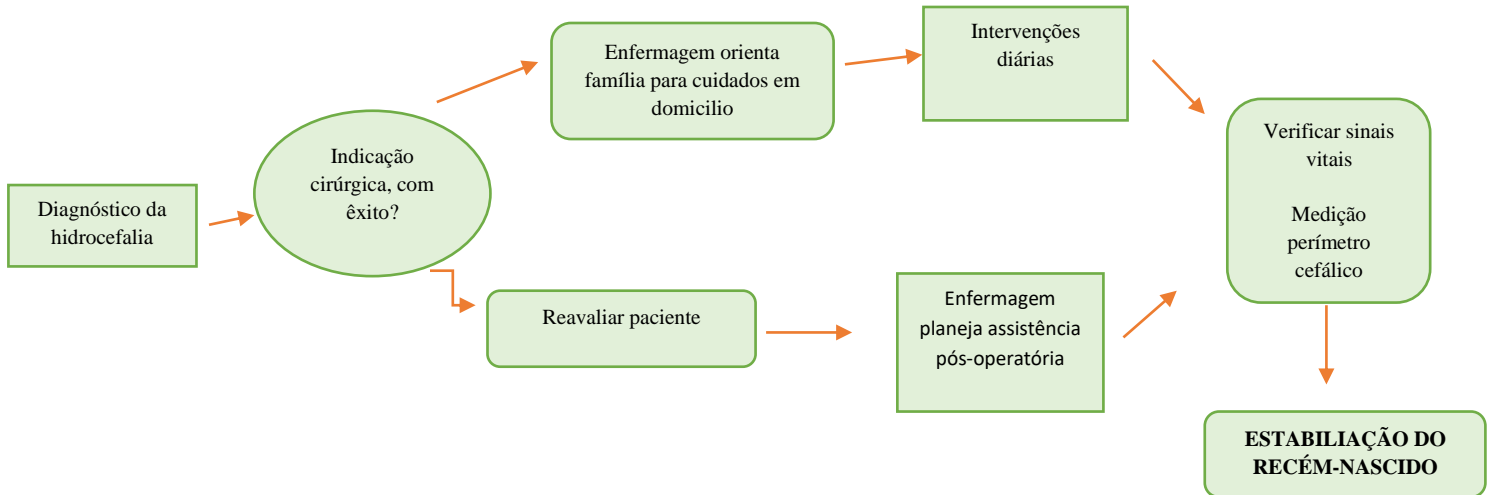 Diagnóstico da
hidrocefalia
Indicação
cirúrgica, com
êxito?
Enfermagem orienta
família para cuidados em
domicilio
Intervenções
diárias
Reavaliar paciente
Enfermagem
planeja assistência
pós-operatória
Verificar sinais
vitais
Medição
perímetro
cefálico
ESTABILIAÇÃO DO
RECÉM-NASCIDO